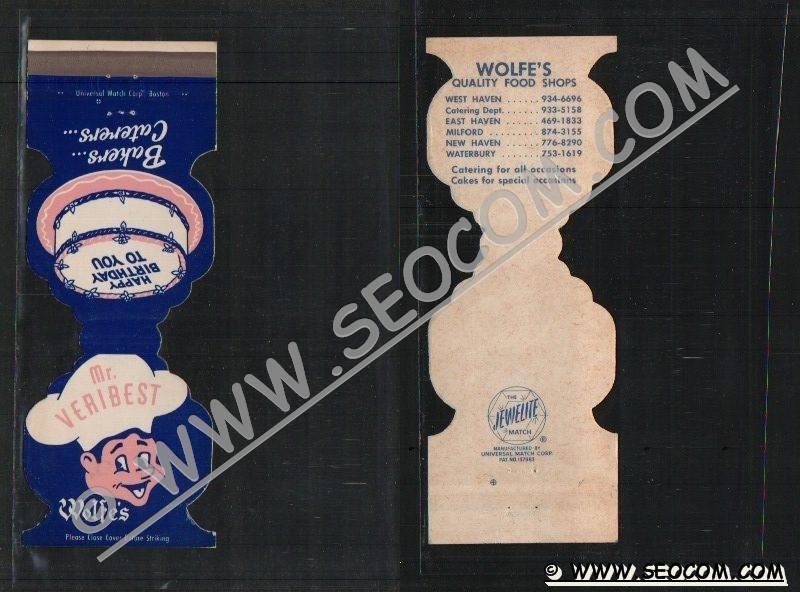 Universal Match Corp. Boston
Bakers...
Caterers...
HAPPY
BIRTHDAY
TO YOU
Mr.
VERIBEST
Wolfe's
Please Close Cover Before Striking
WOLFE'S
QUALITY FOOD SHOPS
WEST HAVEN ...... 934-6696
Catering Dept. ...... 933-5158
EAST HAVEN ...... 469-1833
MILFORD ........ 874-3155
NEW HAVEN ...... 776-8290
WATERBURY ...... 753-1619
Catering for all occasions
Cakes for special occasions
THE
JEWELITE
MATCH
®
MANUFACTURED BY
UNIVERSAL MATCH CORP.
PAT. NO. 157983
© WWW.SEOCOM.COM
© WWW.SEOCOM.COM